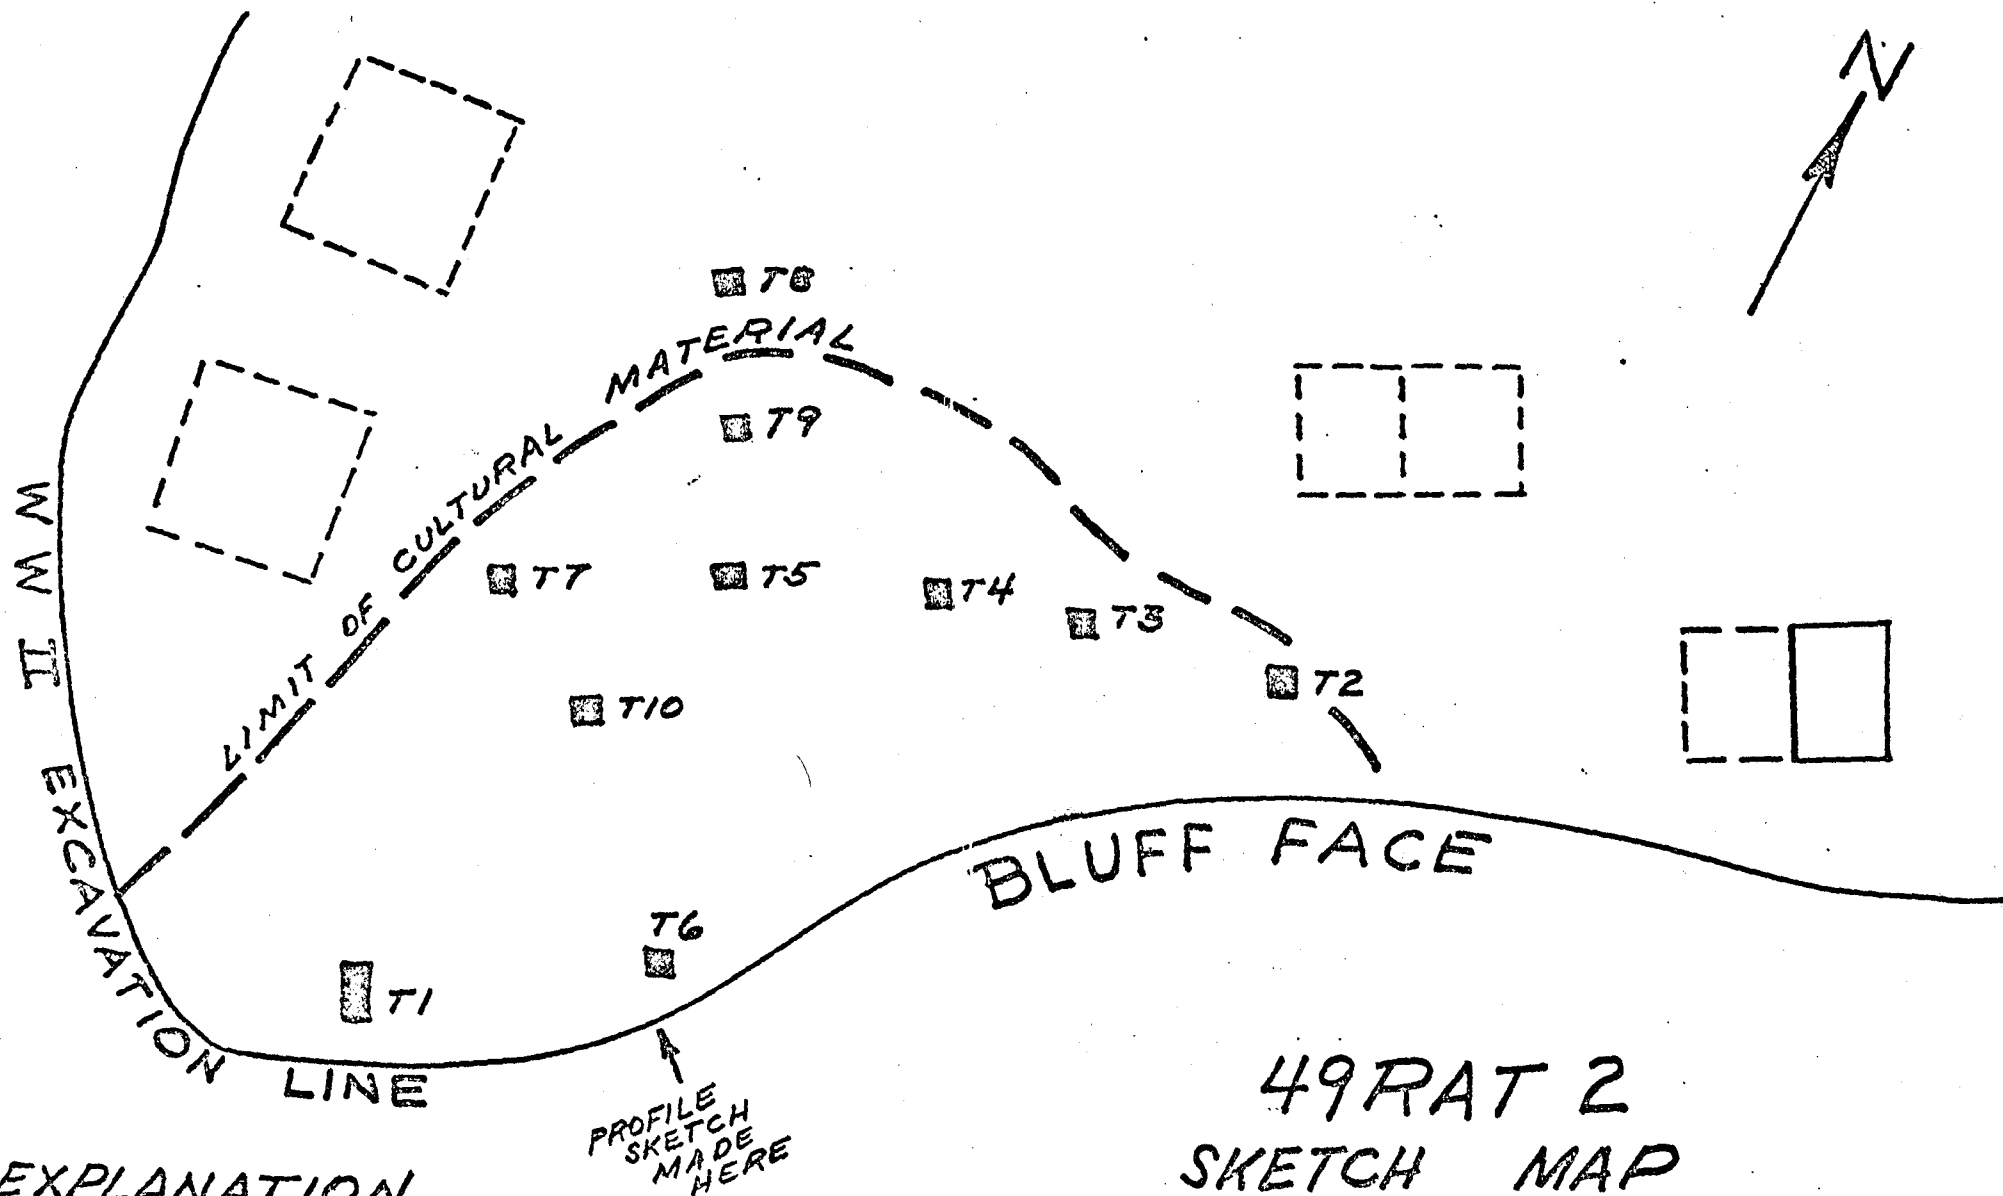 N
T8
LIMIT OF CULTURAL MATERIAL
T9
T7
T5
T4
T3
T2
T10
WW II EXCAVATION LINE
BLUFF FACE
T6
T1
PROFILE
SKETCH
MADE
HERE
49RAT 2
SKETCH MAP
EXPLANATION